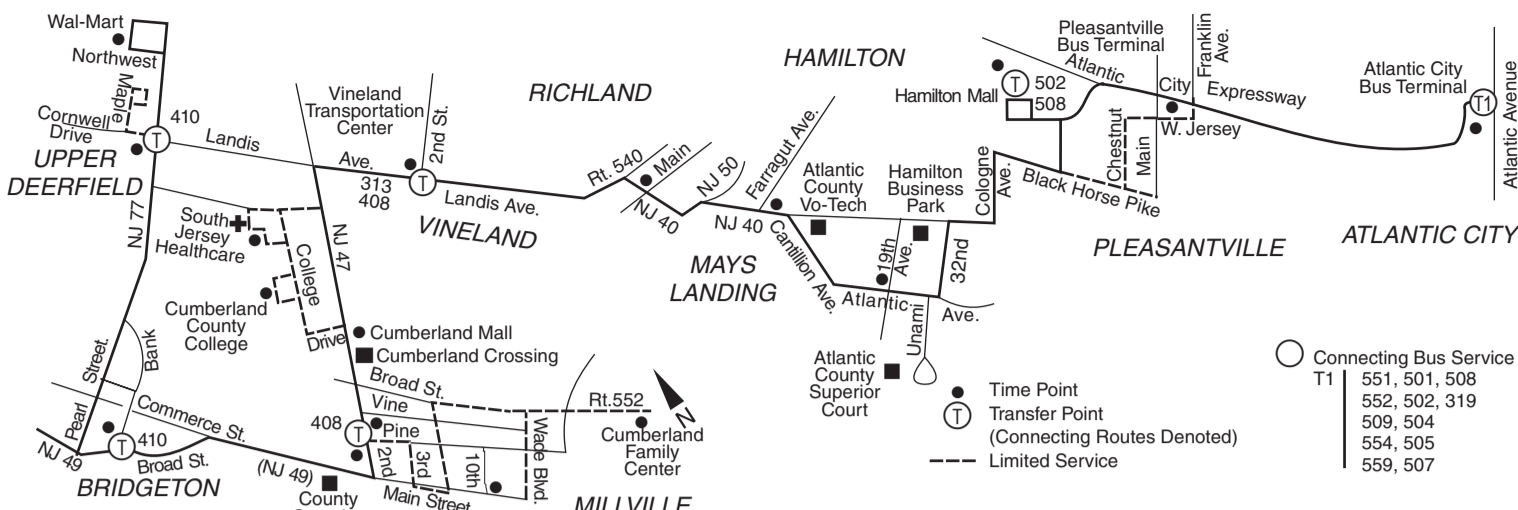 Wal-Mart
Northwest
Maple
Cornwell
Drive
410
UPPER
DEERFIELD
NJ 77
Landis
Ave.
Vineland
Transportation
Center
2nd St.
313
408
Landis Ave.
VINELAND
RICHLAND
Rt. 540
Main
NJ 40
NJ 50
NJ 40
Farragut Ave.
MAYS
LANDING
HAMILTON
Atlantic
County
Vo-Tech
Hamilton
Business
Park
Cantillion Ave.
19th
Ave.
32nd
Atlantic
Ave.
Unami
Atlantic
County
Superior
Court
Cologne
Ave.
Hamilton Mall
T
502
508
Pleasantville
Bus Terminal
Atlantic
City
Expressway
Franklin
Ave.
W. Jersey
Chestnut
Main
Black Horse Pike
PLEASANTVILLE
Atlantic City
Bus Terminal
T1
Atlantic Avenue
ATLANTIC CITY
South
Jersey
Healthcare
College
Drive
NJ 47
Cumberland
County
College
Cumberland Mall
Cumberland Crossing
Pearl
Street.
Bank
Commerce St.
T
410
NJ 49
Broad St.
BRIDGETON
(NJ 49)
County
408
T
Broad St.
Vine
Pine
2nd
3rd
10th
Wade Blvd.
Main Street
Rt.552
Cumberland
Family
Center
MILLVILLE
N
T
T
Time Point
T
Transfer Point
(Connecting Routes Denoted)
Limited Service
Connecting Bus Service
T1
551, 501, 508
552, 502, 319
509, 504
554, 505
559, 507